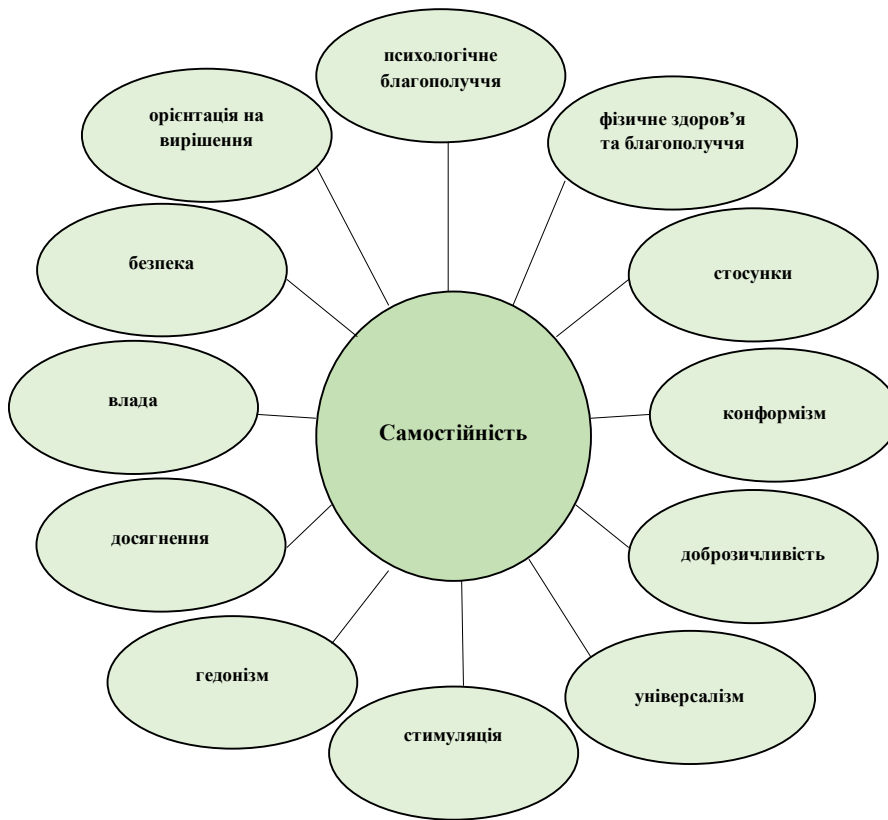 психологічне
благополуччя
фізичне здоров’я
та благополуччя
стосунки
конформізм
доброзичливість
універсалізм
стимуляція
гедонізм
досягнення
влада
безпека
орієнтація на
вирішення
Самостійність